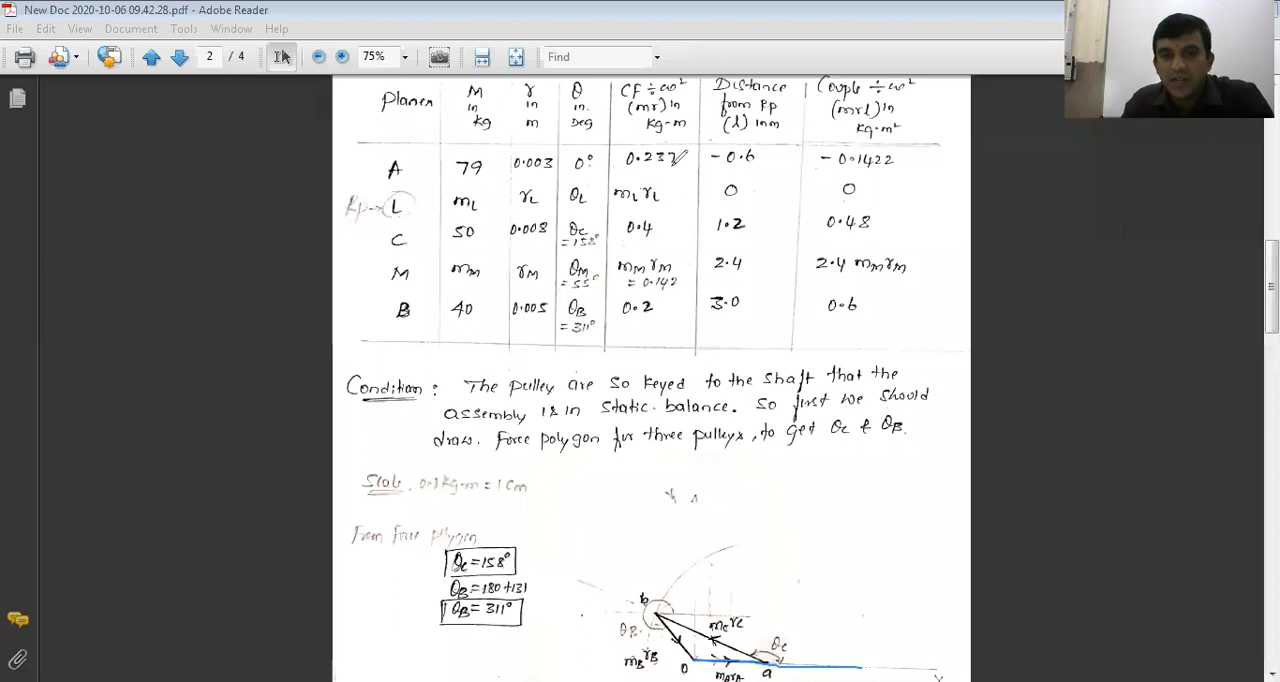 New Doc 2020-10-06 09.42.28.pdf - Adobe Reader
File Edit View Document Tools Window Help
2 / 4 75% Find
Planes M in kg r in m θ in Deg CF ÷ ω² (mr) in kg-m Distance from Rp (l) in m Couple ÷ ω² (mrl) in kg-m²
A 79 0.003 0° 0.237 -0.6 -0.1422
Rp→ L mL rL θL mL rL 0 0
C 50 0.008 θc = 158° 0.4 1.2 0.48
M mM rM θM = 55° mM rM = 0.142 2.4 2.4 mM rM
B 40 0.005 θB = 311° 0.2 3.0 0.6
Condition: The pulley are so keyed to the shaft that the
assembly is in static balance. So first we should
draw. Force polygon for three pulleys, to get θc & θB.
Scale. 0.1 kg-m = 1 cm
From Force polygon
θc = 158°
θB = 180 + 131
θB = 311°
b
mc rc
θB
θc
mB rB
0
mA rA
a